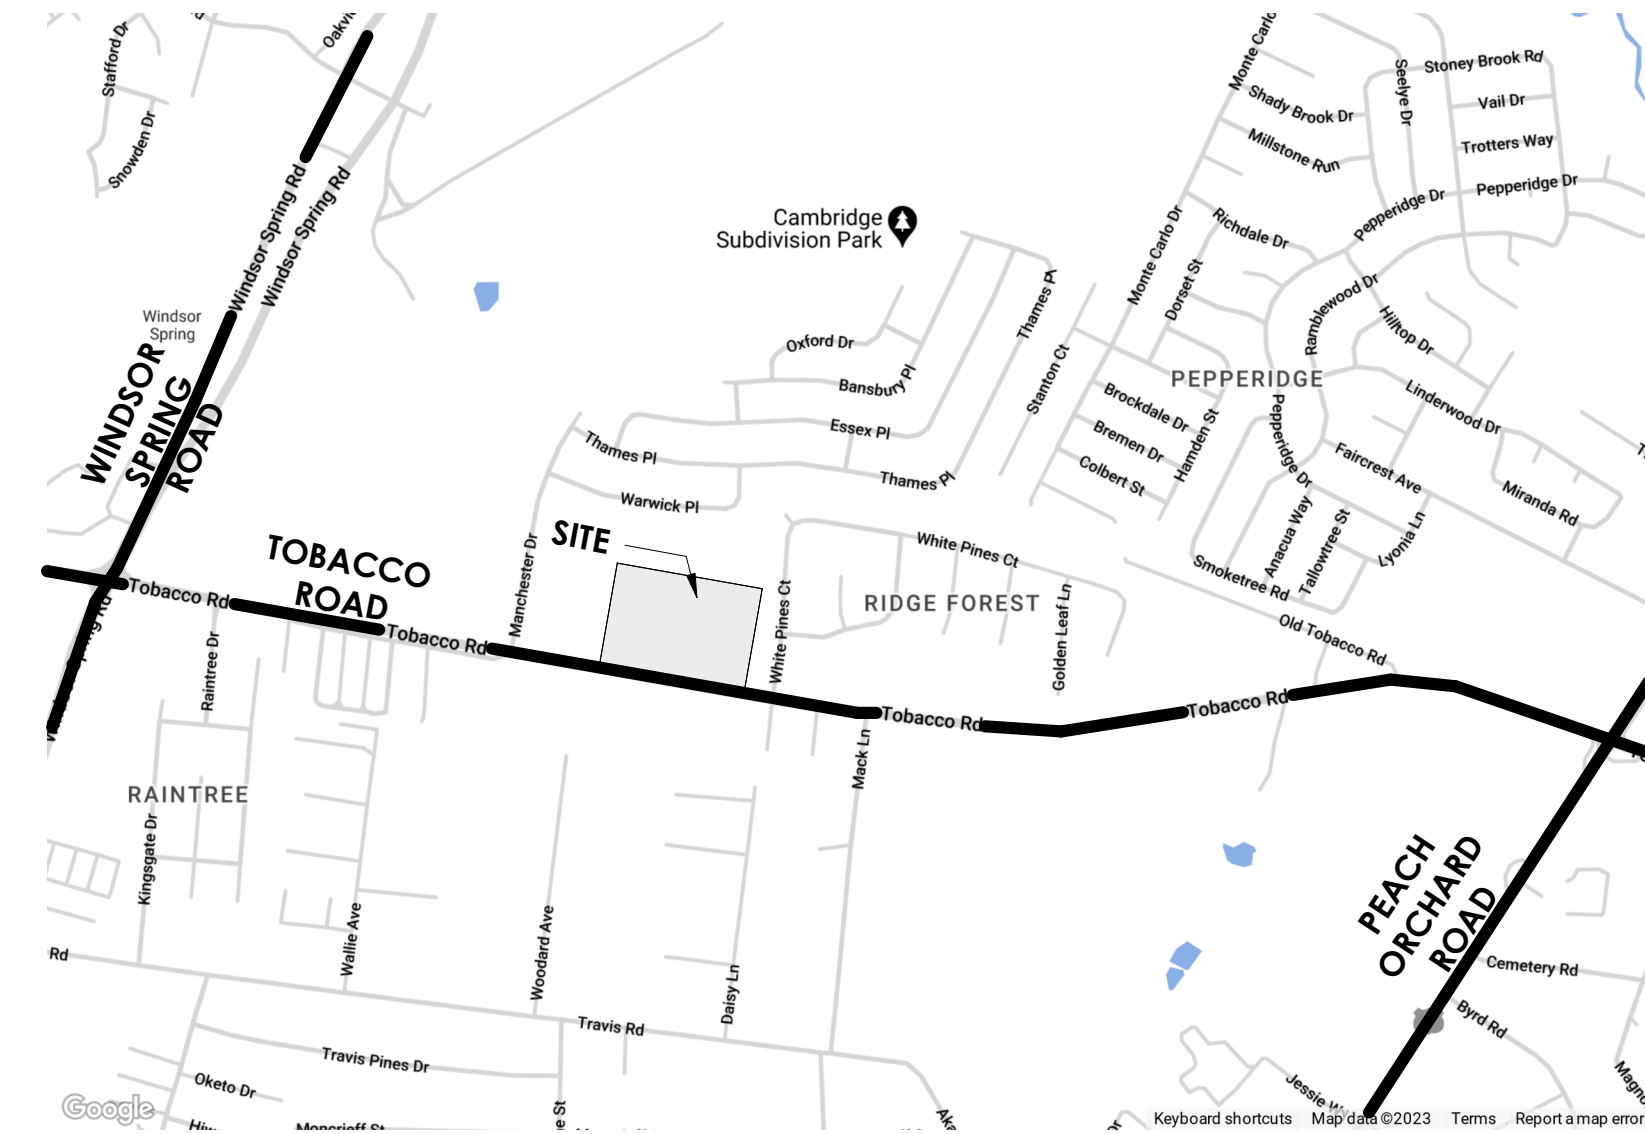 Stafford Dr
Snowden Dr
Windsor Spring Rd
Windsor Spring Rd
Windsor
Spring
WINDSOR
SPRING
ROAD
Cambridge
Subdivision Park
Monte Carlo
Shady Brook Dr
Millstone Run
Seelye Dr
Stoney Brook Rd
Vail Dr
Trotters Way
Pepperidge Dr
Pepperidge Dr
Richdale Dr
Monte Carlo Dr
Dorset St
Ramblewood Dr
Hilltop Dr
PEPPERIDGE
Linderwood Dr
Thames Pl
Stanton Ct
Oxford Dr
Bansbury Pl
Essex Pl
Thames Pl
Thames Pl
Warwick Pl
Brockdale Dr
Bremen Dr
Colbert St
Hamden St
Pepperidge Dr
Faircrest Ave
Miranda Rd
Anacua Way
Tallowtree St
Lyonia Ln
Smoketree Rd
Old Tobacco Rd
SITE
TOBACCO
ROAD
Manchester Dr
White Pines Ct
White Pines Ct
RIDGE FOREST
Golden Leaf Ln
Tobacco Rd
Tobacco Rd
Tobacco Rd
Tobacco Rd
Raintree Dr
Mack Ln
RAINTREE
Kingsgate Dr
Wallie Ave
Woodard Ave
Daisy Ln
PEACH
ORCHARD
ROAD
Cemetery Rd
Byrd Rd
Rd
Travis Rd
Travis Pines Dr
Oketo Dr
Moncrieff St
Jessie W
Google
Keyboard shortcuts
Map data ©2023
Terms
Report a map error